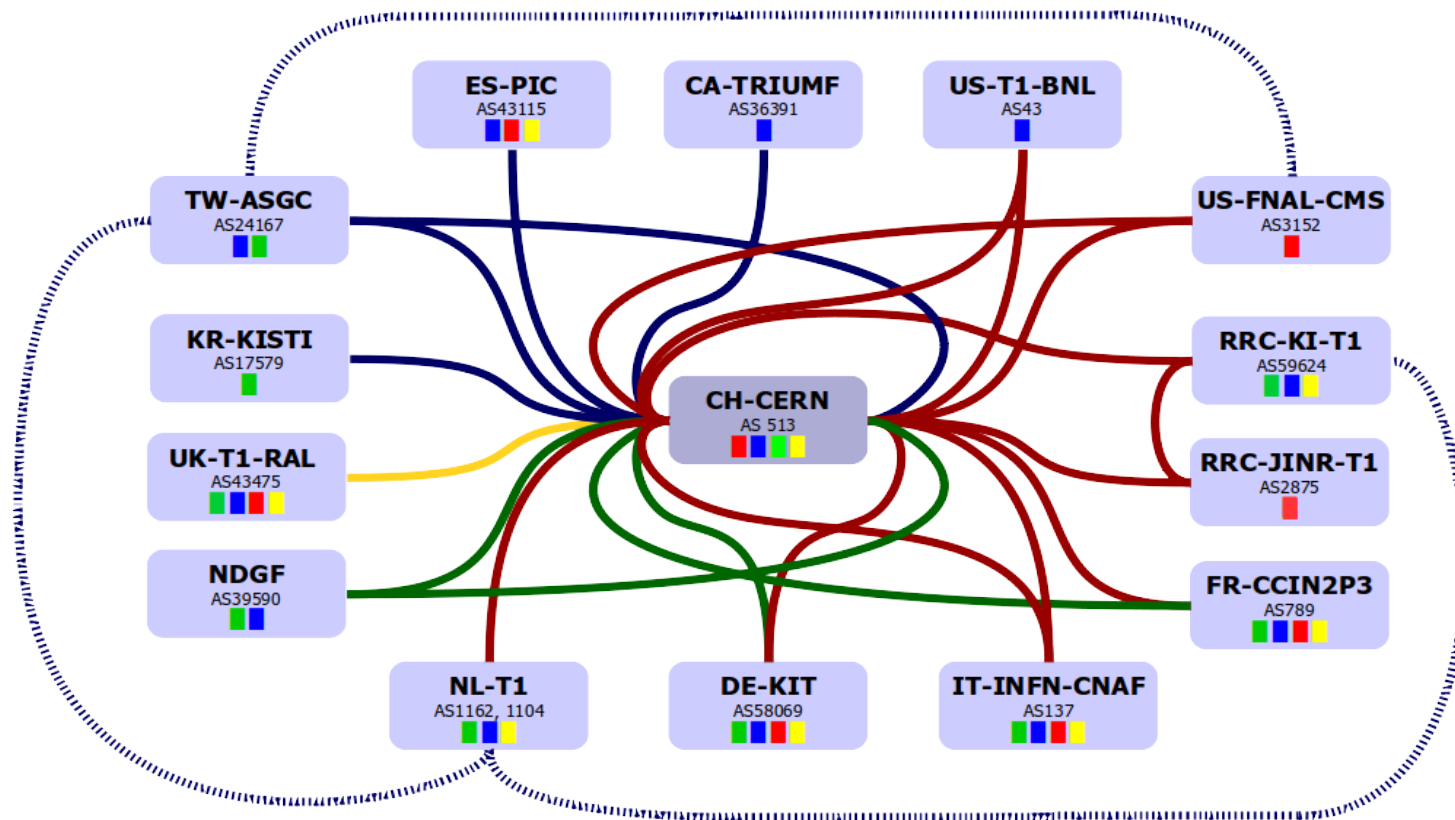 ES-PIC
AS43115
CA-TRIUMF
AS36391
US-T1-BNL
AS43
TW-ASGC
AS24167
US-FNAL-CMS
AS3152
KR-KISTI
AS17579
RRC-KI-T1
AS59624
CH-CERN
AS 513
UK-T1-RAL
AS43475
RRC-JINR-T1
AS2875
NDGF
AS39590
FR-CCIN2P3
AS789
NL-T1
AS1162, 1104
DE-KIT
AS58069
IT-INFN-CNAF
AS137